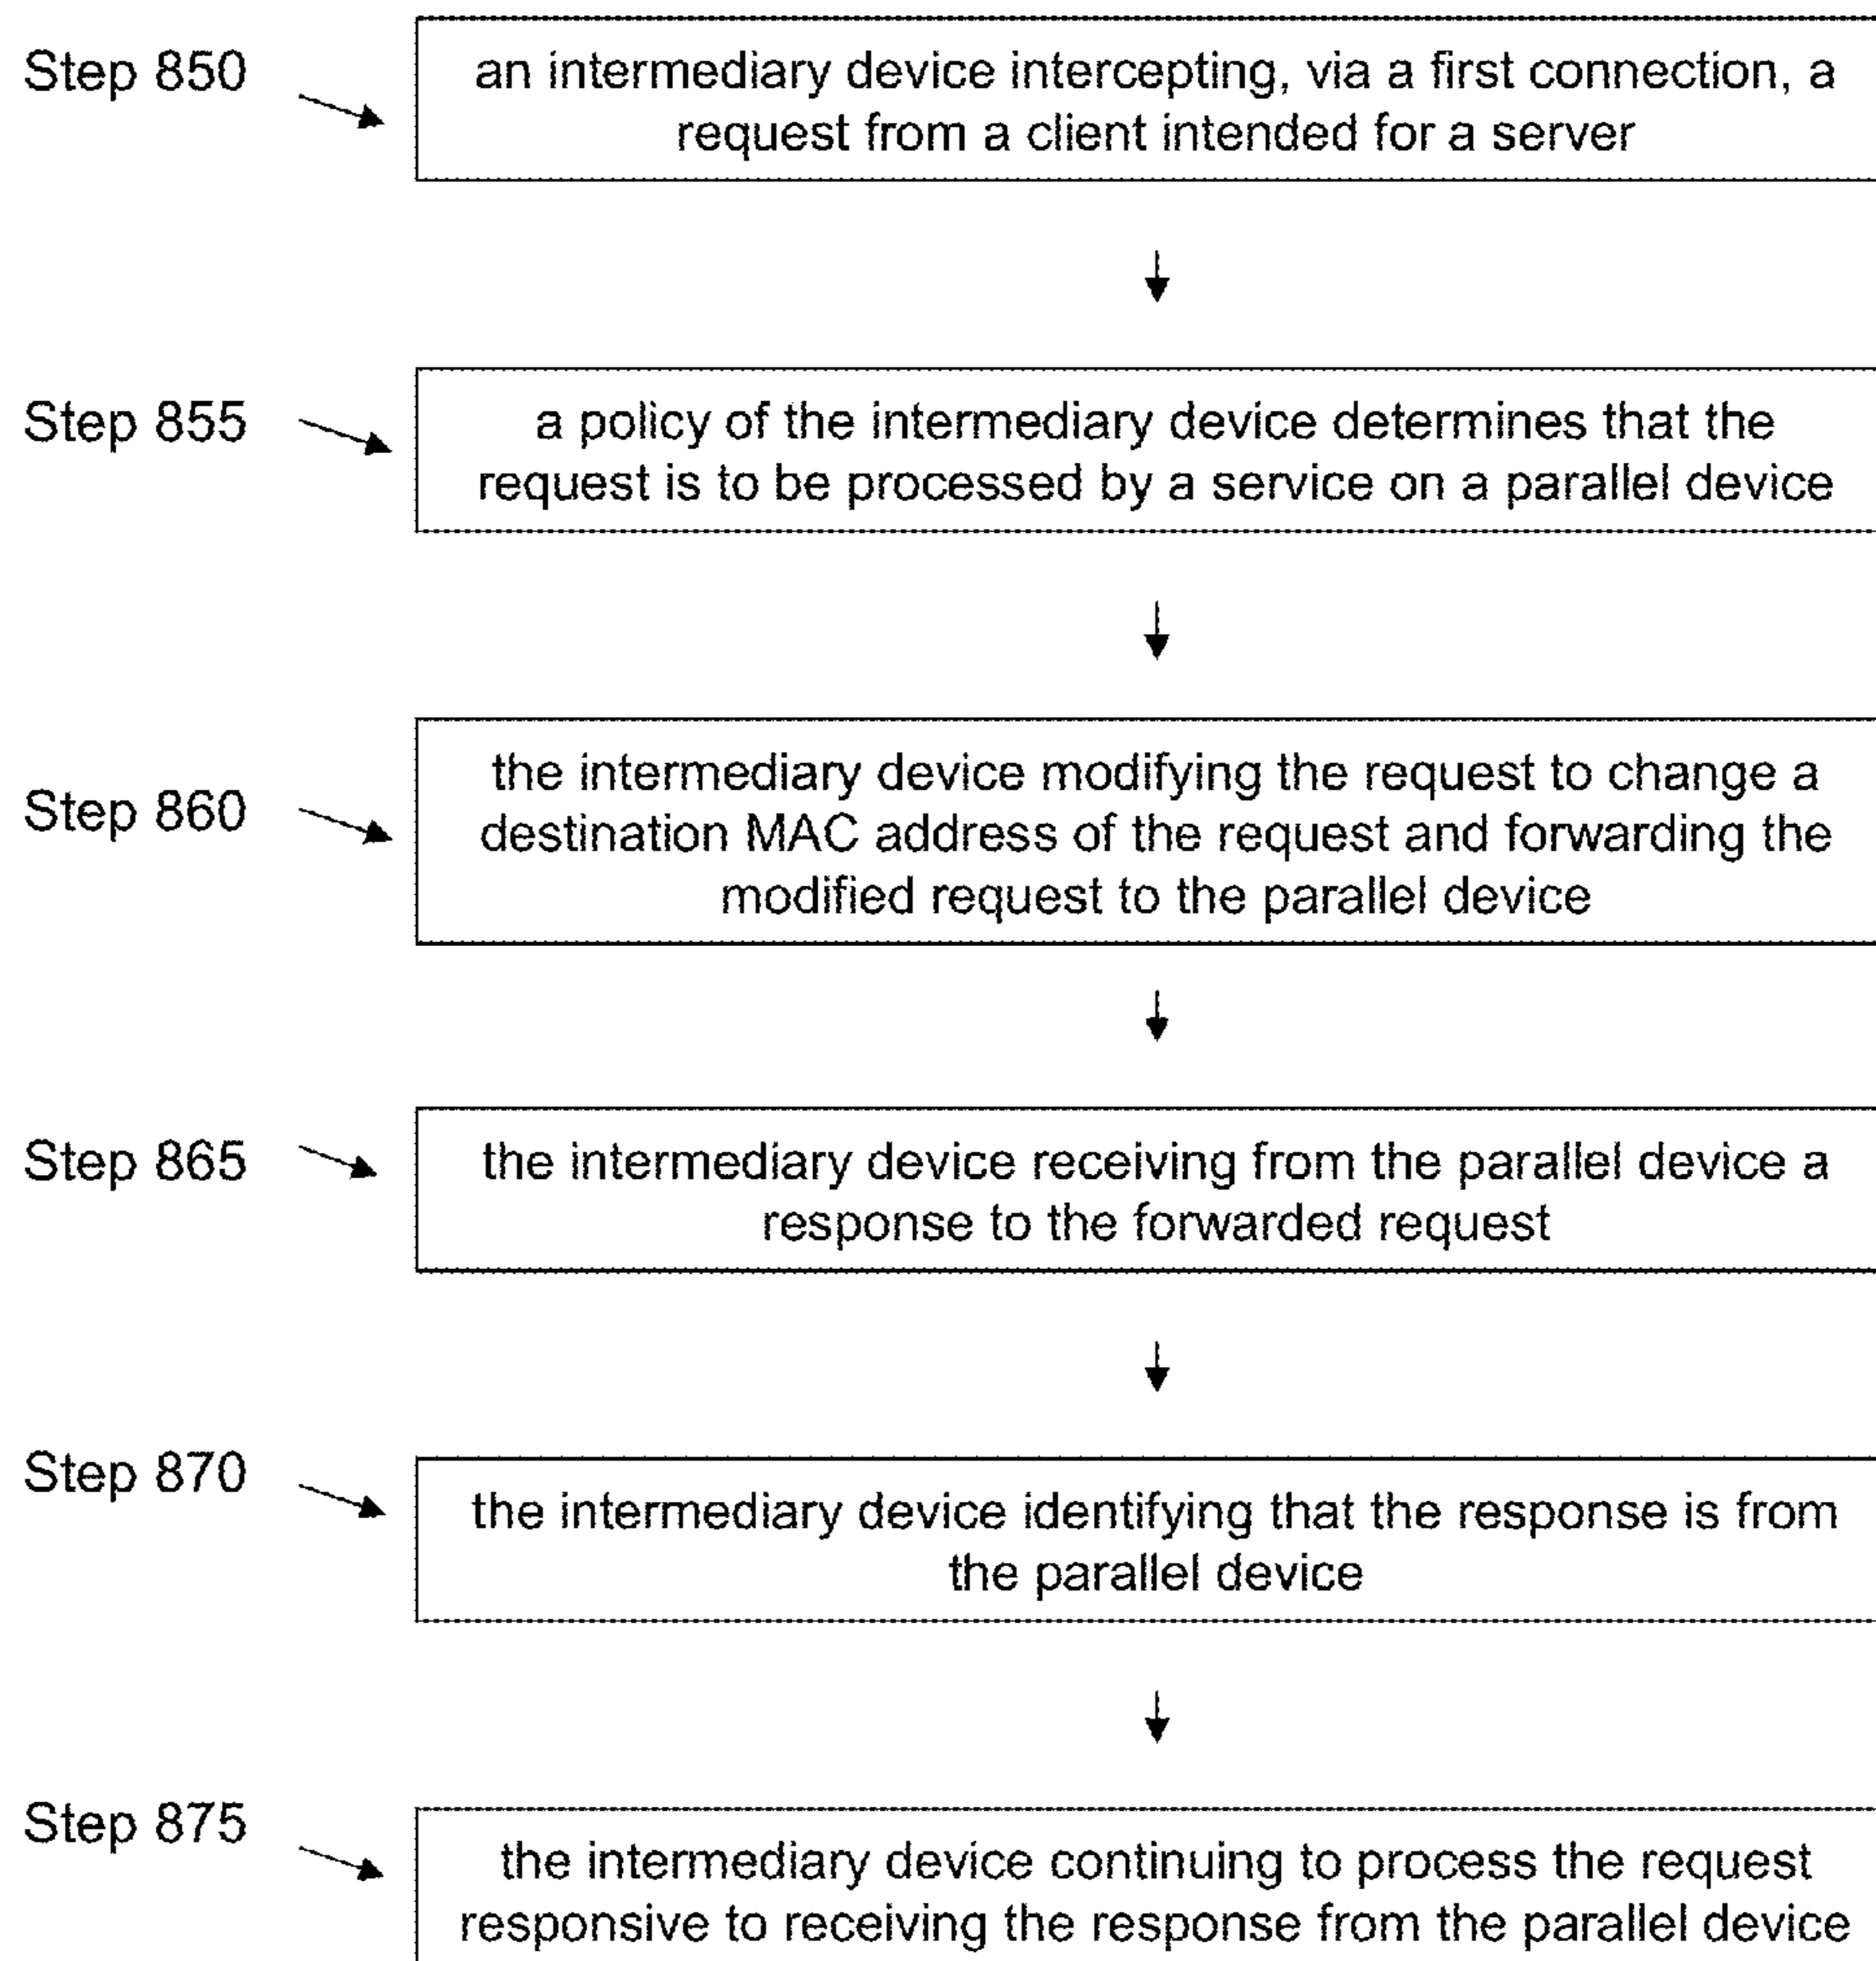 Step 850
an intermediary device intercepting, via a first connection, a
request from a client intended for a server
Step 855
a policy of the intermediary device determines that the
request is to be processed by a service on a parallel device
Step 860
the intermediary device modifying the request to change a
destination MAC address of the request and forwarding the
modified request to the parallel device
Step 865
the intermediary device receiving from the parallel device a
response to the forwarded request
Step 870
the intermediary device identifying that the response is from
the parallel device
Step 875
the intermediary device continuing to process the request
responsive to receiving the response from the parallel device